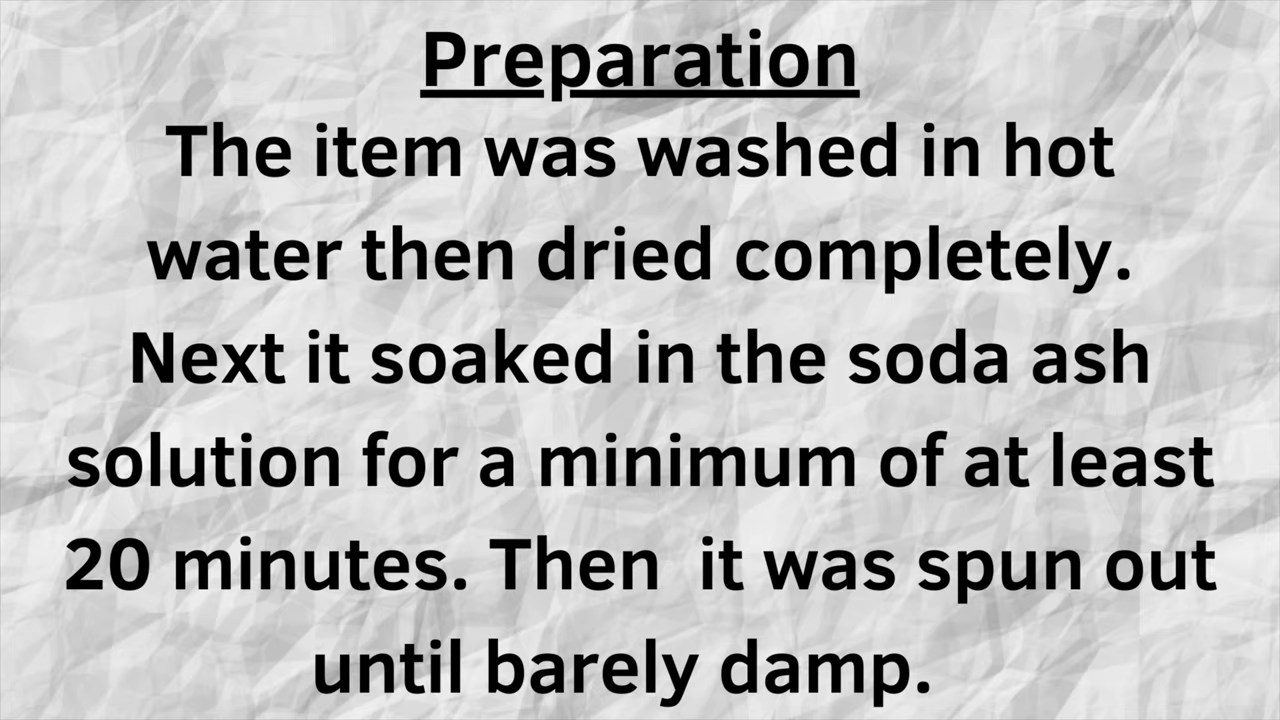 Preparation
The item was washed in hot
water then dried completely.
Next it soaked in the soda ash
solution for a minimum of at least
20 minutes. Then  it was spun out
until barely damp.